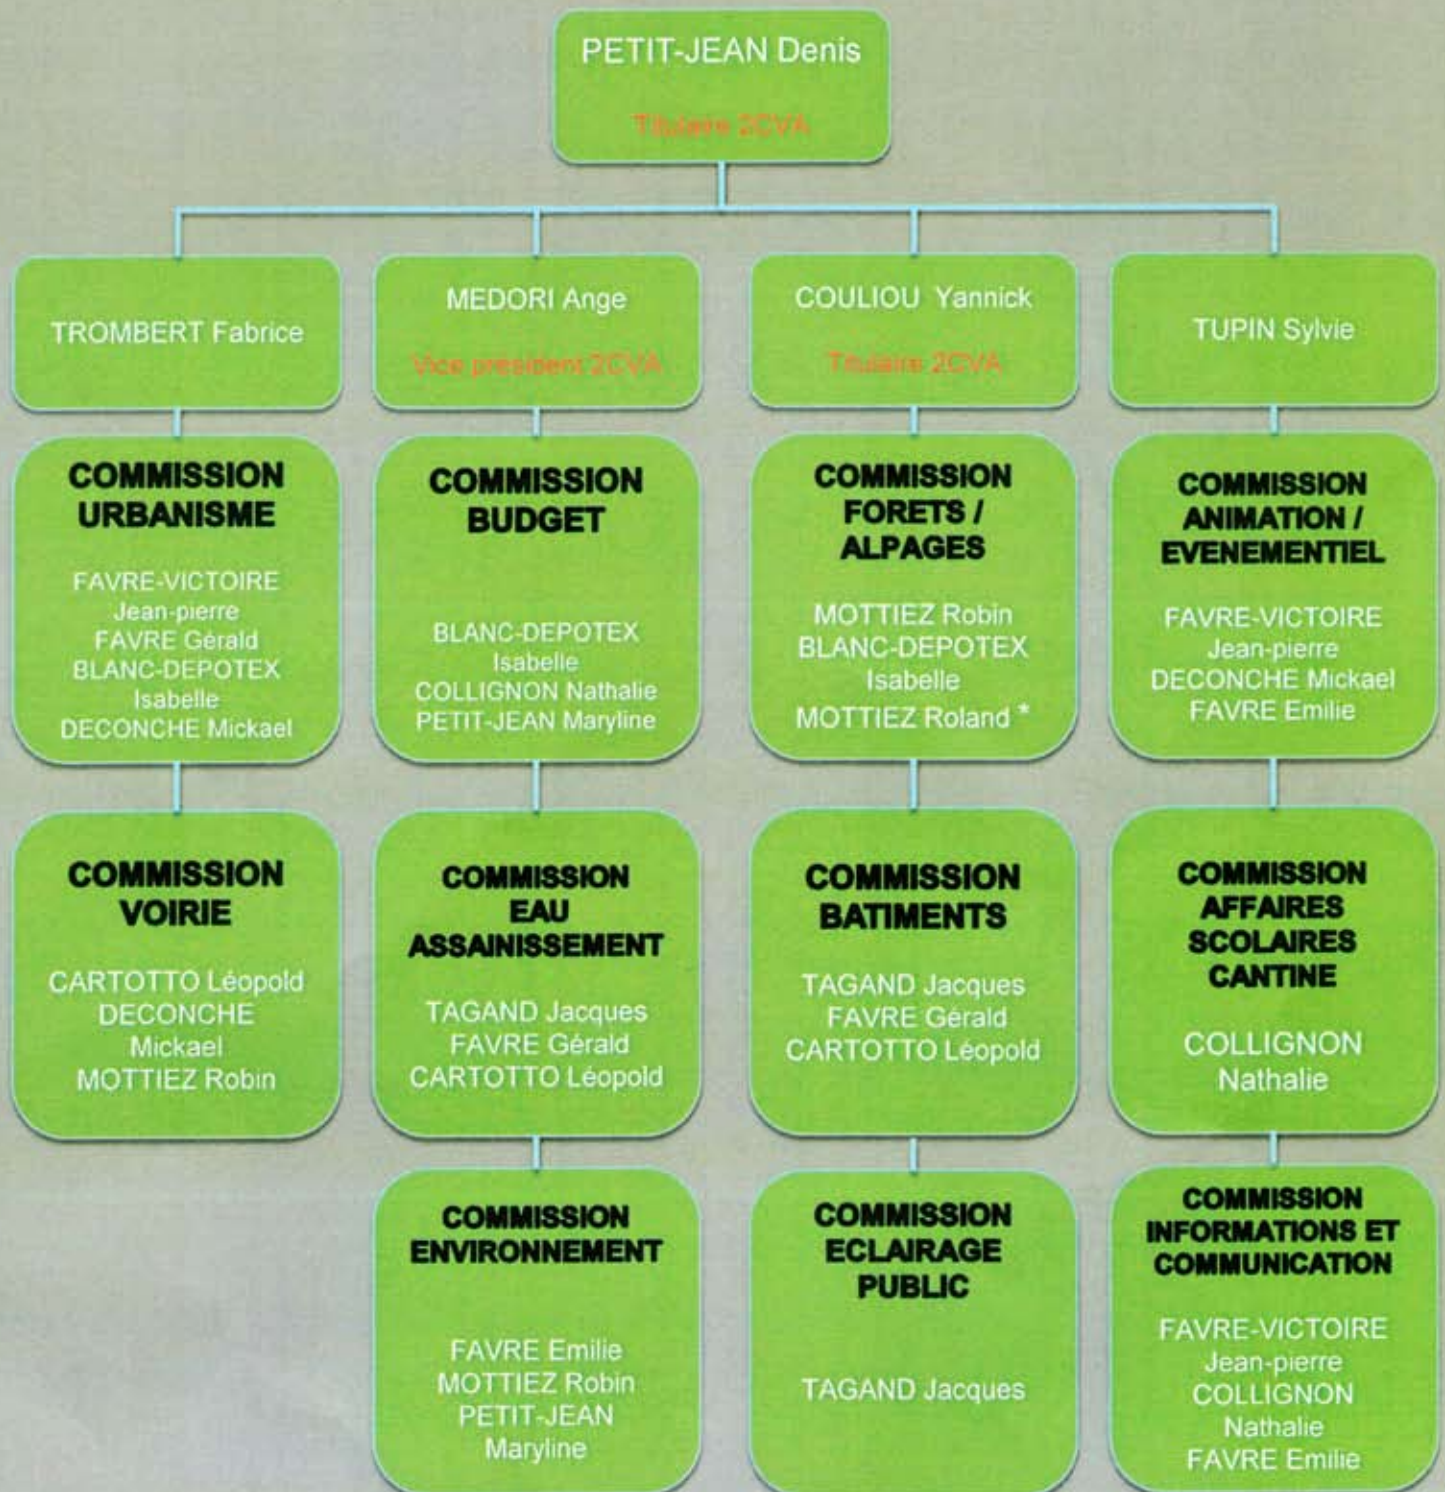 PETIT-JEAN Denis
Titulaire 2CVA
TROMBERT Fabrice
MEDORI Ange
Vice président 2CVA
COULIOU Yannick
Titulaire 2CVA
TUPIN Sylvie
COMMISSION
URBANISME
FAVRE-VICTOIRE
Jean-pierre
FAVRE Gérald
BLANC-DEPOTEX
Isabelle
DECONCHE Mickael
COMMISSION
BUDGET
BLANC-DEPOTEX
Isabelle
COLLIGNON Nathalie
PETIT-JEAN Maryline
COMMISSION
FORETS /
ALPAGES
MOTTIEZ Robin
BLANC-DEPOTEX
Isabelle
MOTTIEZ Roland *
COMMISSION
ANIMATION /
EVENEMENTIEL
FAVRE-VICTOIRE
Jean-pierre
DECONCHE Mickael
FAVRE Emilie
COMMISSION
VOIRIE
CARTOTTO Léopold
DECONCHE
Mickael
MOTTIEZ Robin
COMMISSION
EAU
ASSAINISSEMENT
TAGAND Jacques
FAVRE Gérald
CARTOTTO Léopold
COMMISSION
BATIMENTS
TAGAND Jacques
FAVRE Gérald
CARTOTTO Léopold
COMMISSION
AFFAIRES
SCOLAIRES
CANTINE
COLLIGNON
Nathalie
COMMISSION
ENVIRONNEMENT
FAVRE Emilie
MOTTIEZ Robin
PETIT-JEAN
Maryline
COMMISSION
ECLAIRAGE
PUBLIC
TAGAND Jacques
COMMISSION
INFORMATIONS ET
COMMUNICATION
FAVRE-VICTOIRE
Jean-pierre
COLLIGNON
Nathalie
FAVRE Emilie